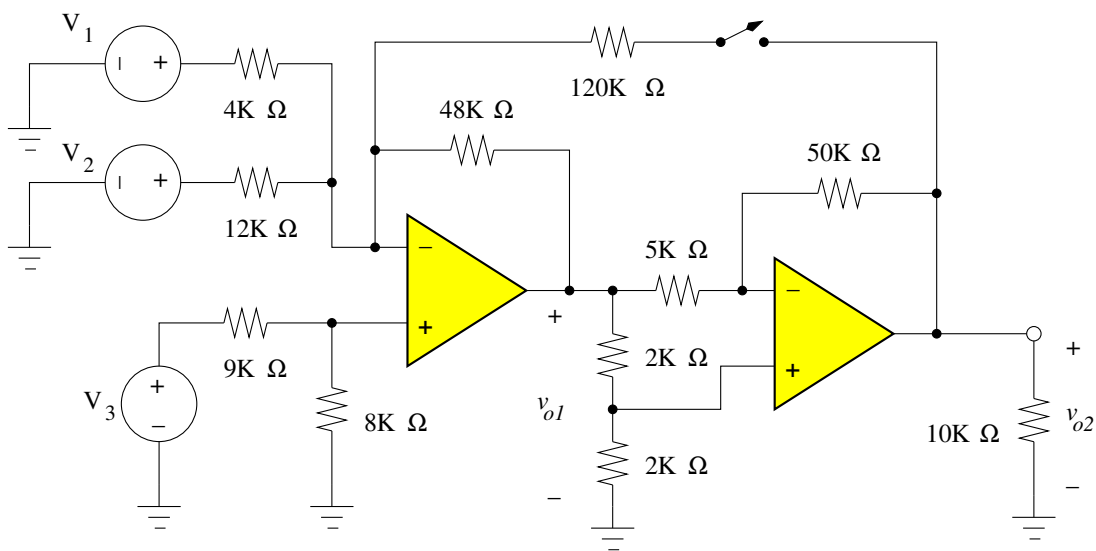 V1
4K Ω
V2
12K Ω
120K Ω
48K Ω
50K Ω
5K Ω
− +
− +
−
+
−
+
+
−
+
−
+
−
+
−
V3
9K Ω
8K Ω
2K Ω
2K Ω
vo1
10K Ω
vo2